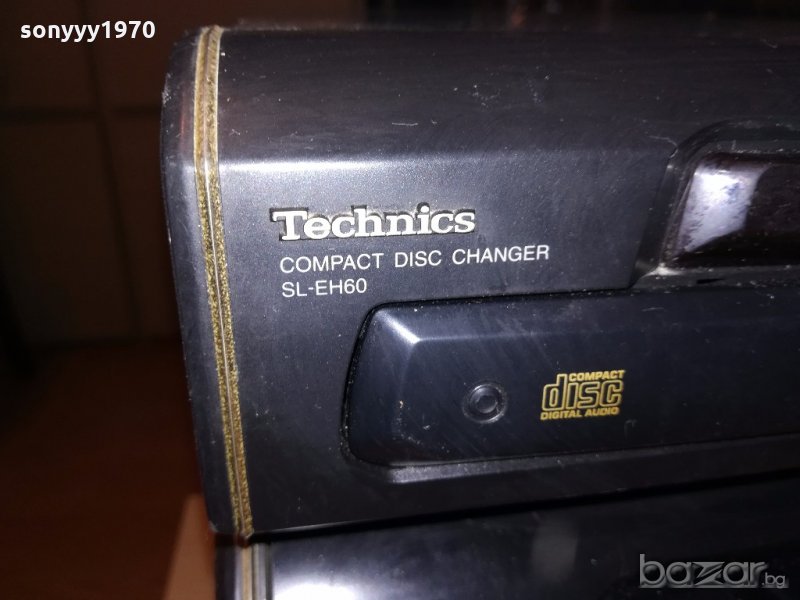 sonyyy1970
Technics
COMPACT DISC CHANGER
SL-EH60
COMPACT
disc
DIGITAL AUDIO
bazar.bg